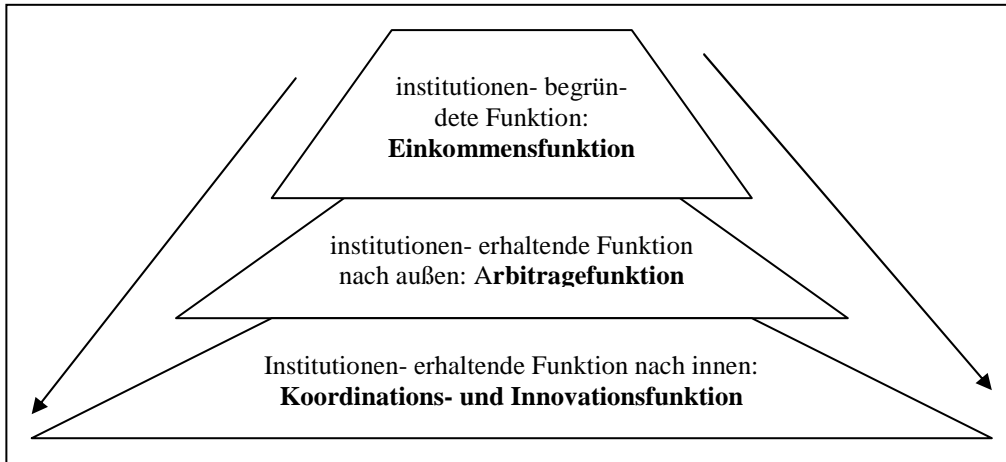 institutionen- begrün-
dete Funktion:
Einkommensfunktion
institutionen- erhaltende Funktion
nach außen: Arbitragefunktion
Institutionen- erhaltende Funktion nach innen:
Koordinations- und Innovationsfunktion